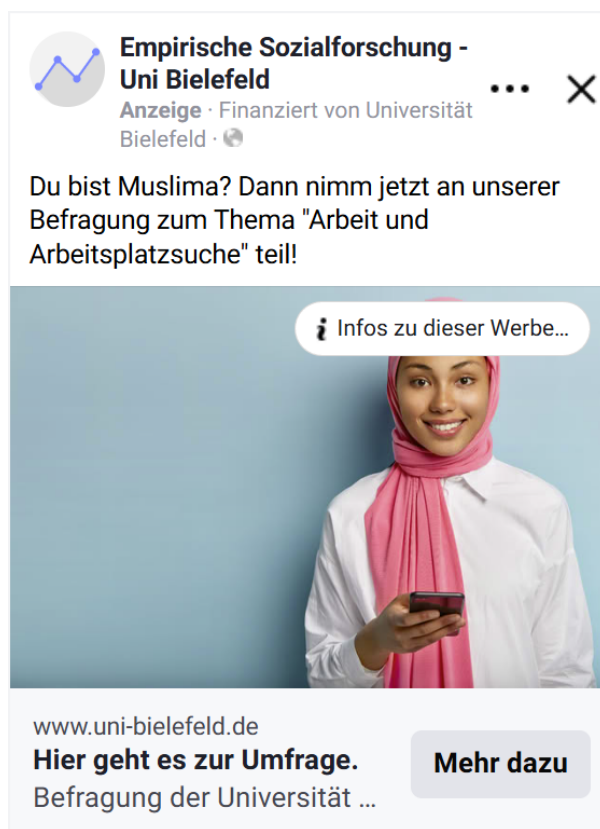 Empirische Sozialforschung -
Uni Bielefeld
Anzeige · Finanziert von Universität
Bielefeld ·
Du bist Muslima? Dann nimm jetzt an unserer
Befragung zum Thema "Arbeit und
Arbeitsplatzsuche" teil!
Infos zu dieser Werbe...
www.uni-bielefeld.de
Hier geht es zur Umfrage.
Befragung der Universität ...
Mehr dazu